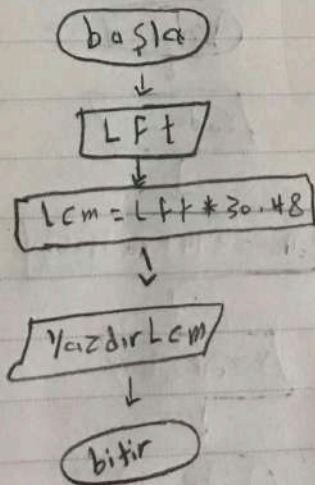 başla
Lft
Lcm = Lft * 30.48
Yazdır Lcm
bitir